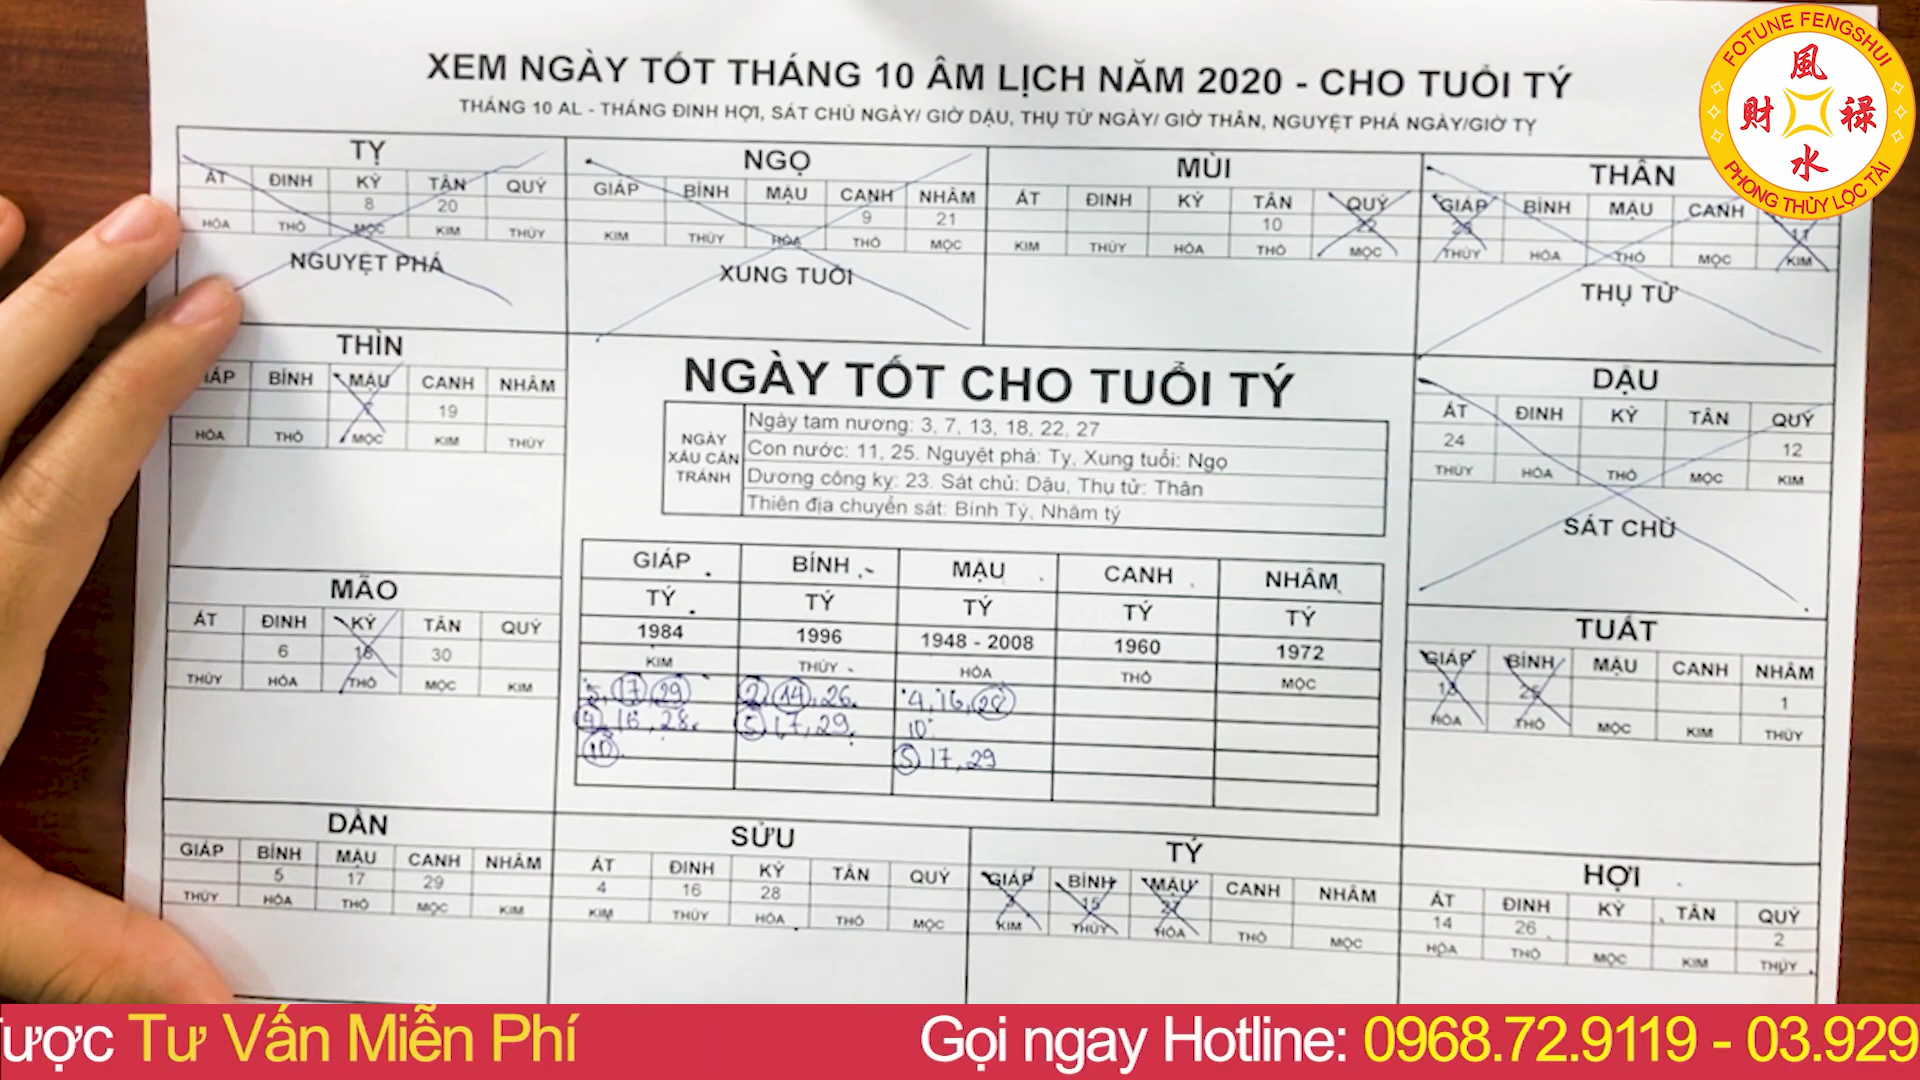 XEM NGÀY TỐT THÁNG 10 ÂM LỊCH NĂM 2020 - CHO TUỔI TÝ
THÁNG 10 AL - THÁNG ĐINH HỢI, SÁT CHỦ NGÀY/ GIỜ DẬU, THỤ TỬ NGÀY/ GIỜ THÂN, NGUYỆT PHÁ NGÀY/GIỜ TỴ
FOTUNE FENGSHUI
風
財 禄
水
PHONG THỦY LỘC TÀI
TỴ
ẤT ĐINH KỶ TÂN QUÝ
8 20
HỎA THỔ MỘC KIM THỦY
NGUYỆT PHÁ
NGỌ
GIÁP BÍNH MẬU CANH NHÂM
9 21
KIM THỦY HỎA THỔ MỘC
XUNG TUỔI
MÙI
ẤT ĐINH KỶ TÂN QUÝ
10 22
KIM THỦY HỎA THỔ MỘC
THÂN
GIÁP BÍNH MẬU CANH
23 11
THỦY HỎA THỔ MỘC KIM
THỤ TỬ
THÌN
GIÁP BÍNH MẬU CANH NHÂM
7 19
HỎA THỔ MỘC KIM THỦY
NGÀY TỐT CHO TUỔI TÝ
NGÀY XẤU CẦN TRÁNH
Ngày tam nương: 3, 7, 13, 18, 22, 27
Con nước: 11, 25. Nguyệt phá: Tỵ, Xung tuổi: Ngọ
Dương công kỵ: 23. Sát chủ: Dậu, Thụ tử: Thân
Thiên địa chuyển sát: Bính Tý, Nhâm tý
DẬU
ẤT ĐINH KỶ TÂN QUÝ
24 12
THỦY HỎA THỔ MỘC KIM
SÁT CHỦ
MÃO
ẤT ĐINH KỶ TÂN QUÝ
6 18 30
THỦY HỎA THỔ MỘC KIM
GIÁP BÍNH MẬU CANH NHÂM
TÝ TÝ TÝ TÝ TÝ
1984 1996 1948 - 2008 1960 1972
KIM THỦY HỎA THỔ MỘC
5, 17, 29 2, 14, 26. 4, 16, 28
4, 16, 28. 5 17, 29. 10
10 5 17, 29
TUẤT
GIÁP BÍNH MẬU CANH NHÂM
13 25 1
HỎA THỔ MỘC KIM THỦY
DẦN
GIÁP BÍNH MẬU CANH NHÂM
5 17 29
THỦY HỎA THỔ MỘC KIM
SỬU
ẤT ĐINH KỶ TÂN QUÝ
4 16 28
KIM THỦY HỎA THỔ MỘC
TÝ
GIÁP BÍNH MẬU CANH NHÂM
3 15 27
KIM THỦY HỎA THỔ MỘC
HỢI
ẤT ĐINH KỶ TÂN QUÝ
14 26 2
HỎA THỔ MỘC KIM THỦY
ược Tư Vấn Miễn Phí Gọi ngay Hotline: 0968.72.9119 - 03.929